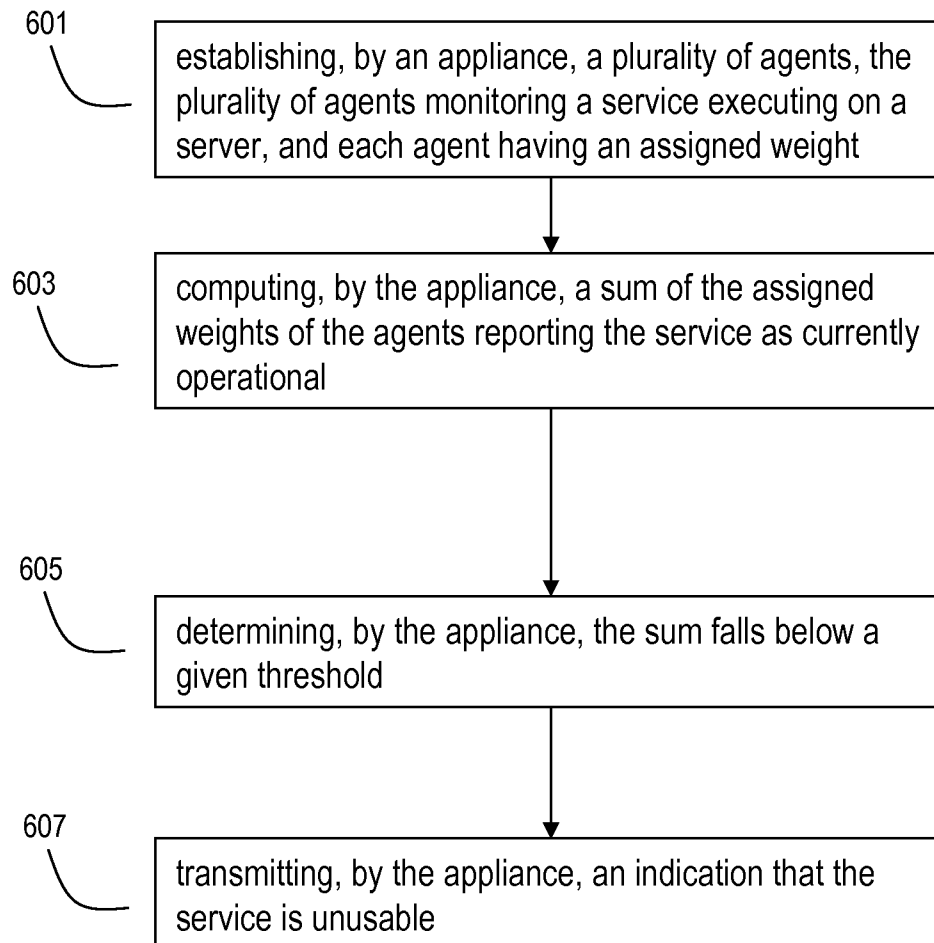 601
establishing, by an appliance, a plurality of agents, the
plurality of agents monitoring a service executing on a
server, and each agent having an assigned weight
603
computing, by the appliance, a sum of the assigned
weights of the agents reporting the service as currently
operational
605
determining, by the appliance, the sum falls below a
given threshold
607
transmitting, by the appliance, an indication that the
service is unusable